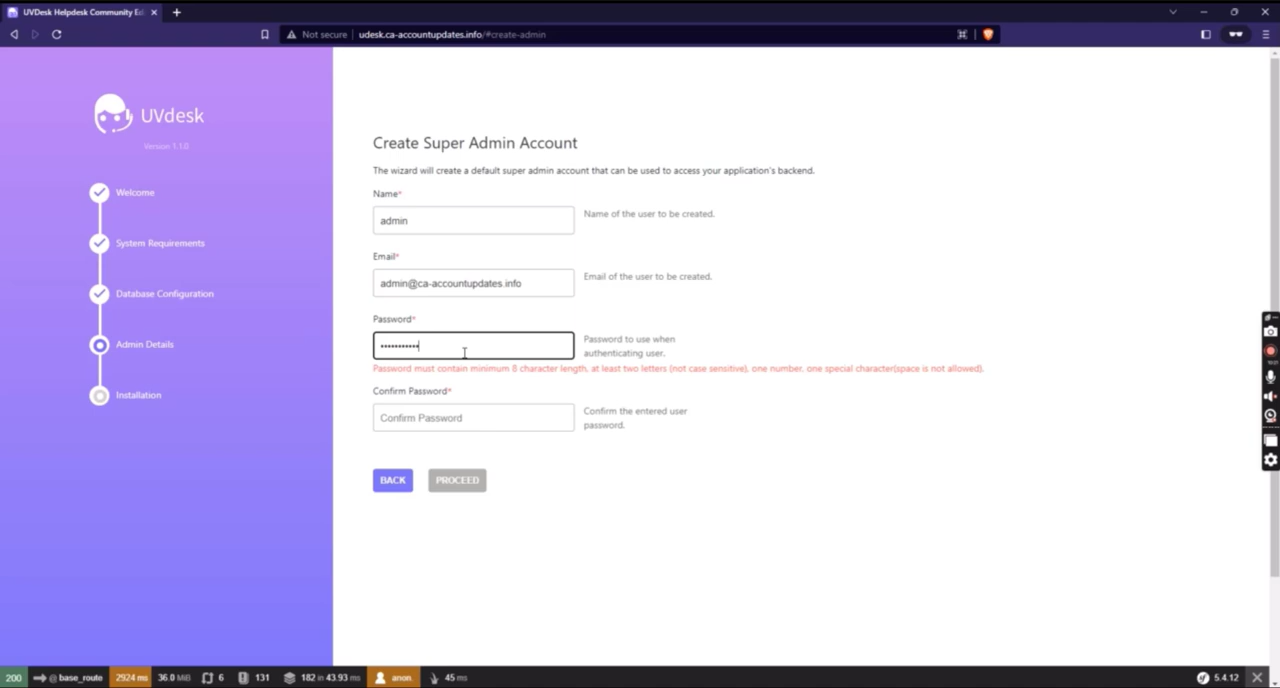 UVDesk Helpdesk Community Ed
Not secure udesk.ca-accountupdates.info/#create-admin
UVdesk
Version 1.1.0
Welcome
System Requirements
Database Configuration
Admin Details
Installation
Create Super Admin Account
The wizard will create a default super admin account that can be used to access your application's backend.
Name*
admin
Name of the user to be created.
Email*
admin@ca-accountupdates.info
Email of the user to be created.
Password*
Password to use when
authenticating user.
Password must contain minimum 8 character length, at least two letters (not case sensitive), one number, one special character(space is not allowed).
Confirm Password*
Confirm Password
Confirm the entered user
password.
BACK PROCEED
200 @ base_route 2924 ms 36.0 MiB 6 131 182 in 43.93 ms anon. 45 ms 5.4.12